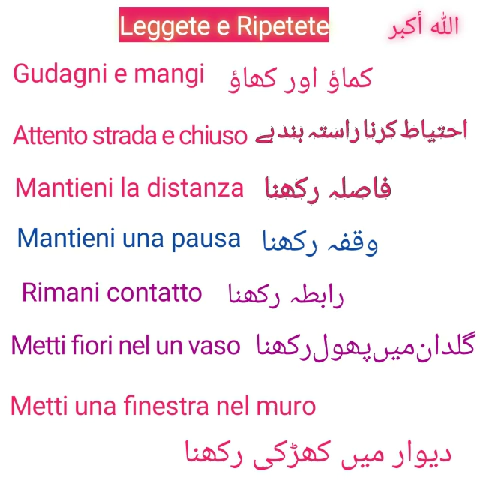 Leggete e Ripetete الله أكبر
Gudagni e mangi کماؤ اور کھاؤ
Attento strada e chiuso احتیاط کرنا راستہ بند ہے
Mantieni la distanza فاصلہ رکھنا
Mantieni una pausa وقفہ رکھنا
Rimani contatto رابطہ رکھنا
Metti fiori nel un vaso گلدان میں پھول رکھنا
Metti una finestra nel muro
دیوار میں کھڑکی رکھنا